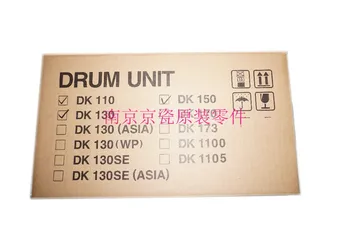 DRUM UNIT
DK 110
DK 150
DK 130
南京京瓷原装零件
DK 130 (ASIA)
DK 173
DK 130 (WP)
DK 1100
DK 130SE
DK 1105
DK 130SE (ASIA)